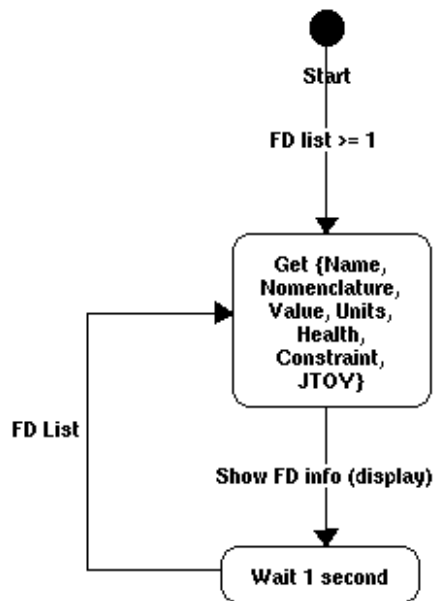 Start
FD list >= 1
Get {Name,
Nomenclature,
Value, Units,
Health,
Constraint,
JTOY}
FD List
Show FD info (display)
Wait 1 second